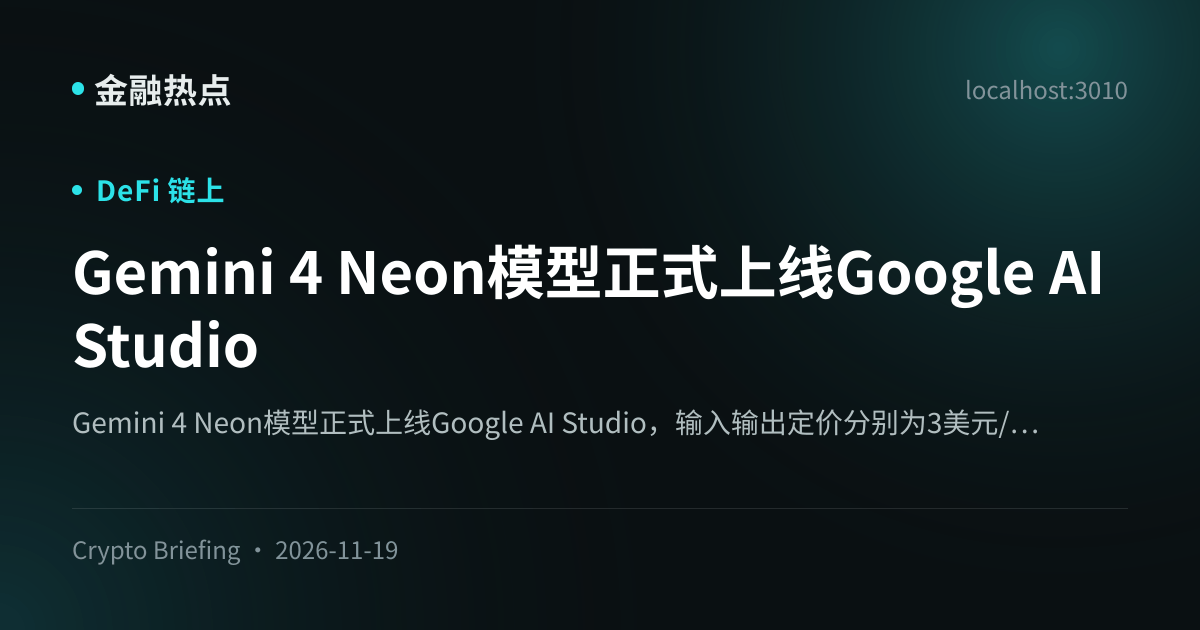 金融热点
localhost:3010
DeFi 链上
Gemini 4 Neon模型正式上线Google AI
Studio
Gemini 4 Neon模型正式上线Google AI Studio，输入输出定价分别为3美元/…
Crypto Briefing · 2026-11-19